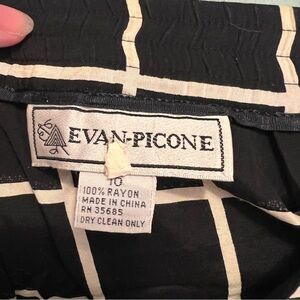 EVAN-PICONE
10
100% RAYON
MADE IN CHINA
RN 35685
DRY CLEAN ONLY